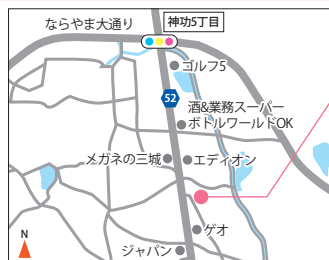 ならやま大通り
神功5丁目
ゴルフ5
52
酒&業務スーパー
ボトルワールドOK
メガネの三城
エディオン
ゲオ
ジャパン
N